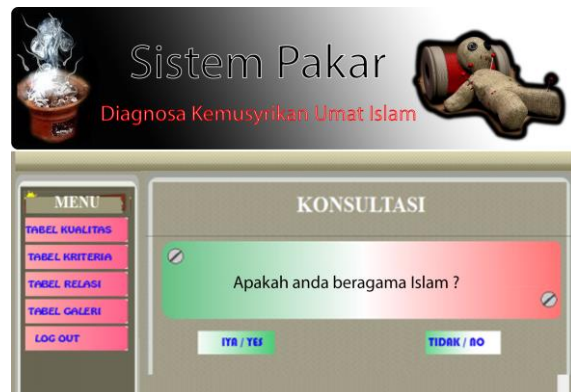 Sistem Pakar
Diagnosa Kemusyrikan Umat Islam
MENU
TABEL KUALITAS
TABEL KRITERIA
TABEL RELASI
TABEL GALERI
LOG OUT
KONSULTASI
Apakah anda beragama Islam ?
IYA / YES
TIDAK / NO